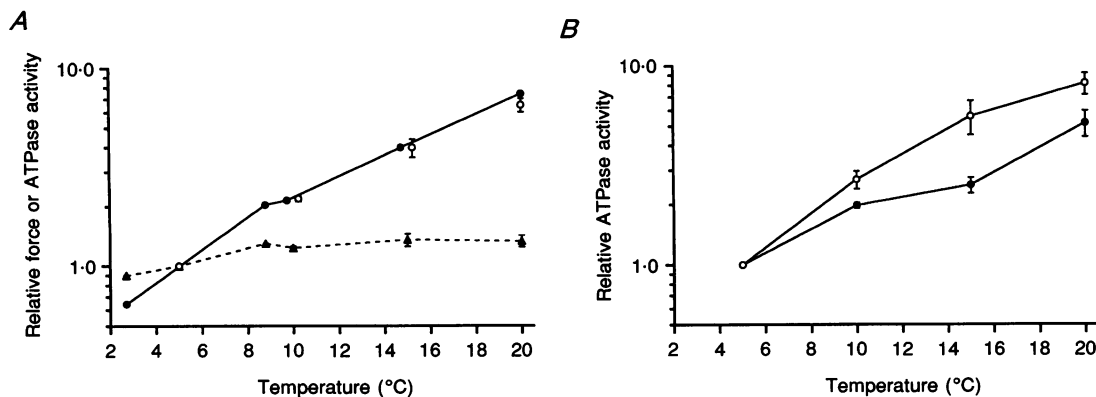 A
Relative force or ATPase activity
10·0
1·0
2 4 6 8 10 12 14 16 18 20
Temperature (°C)
B
Relative ATPase activity
10·0
1·0
2 4 6 8 10 12 14 16 18 20
Temperature (°C)